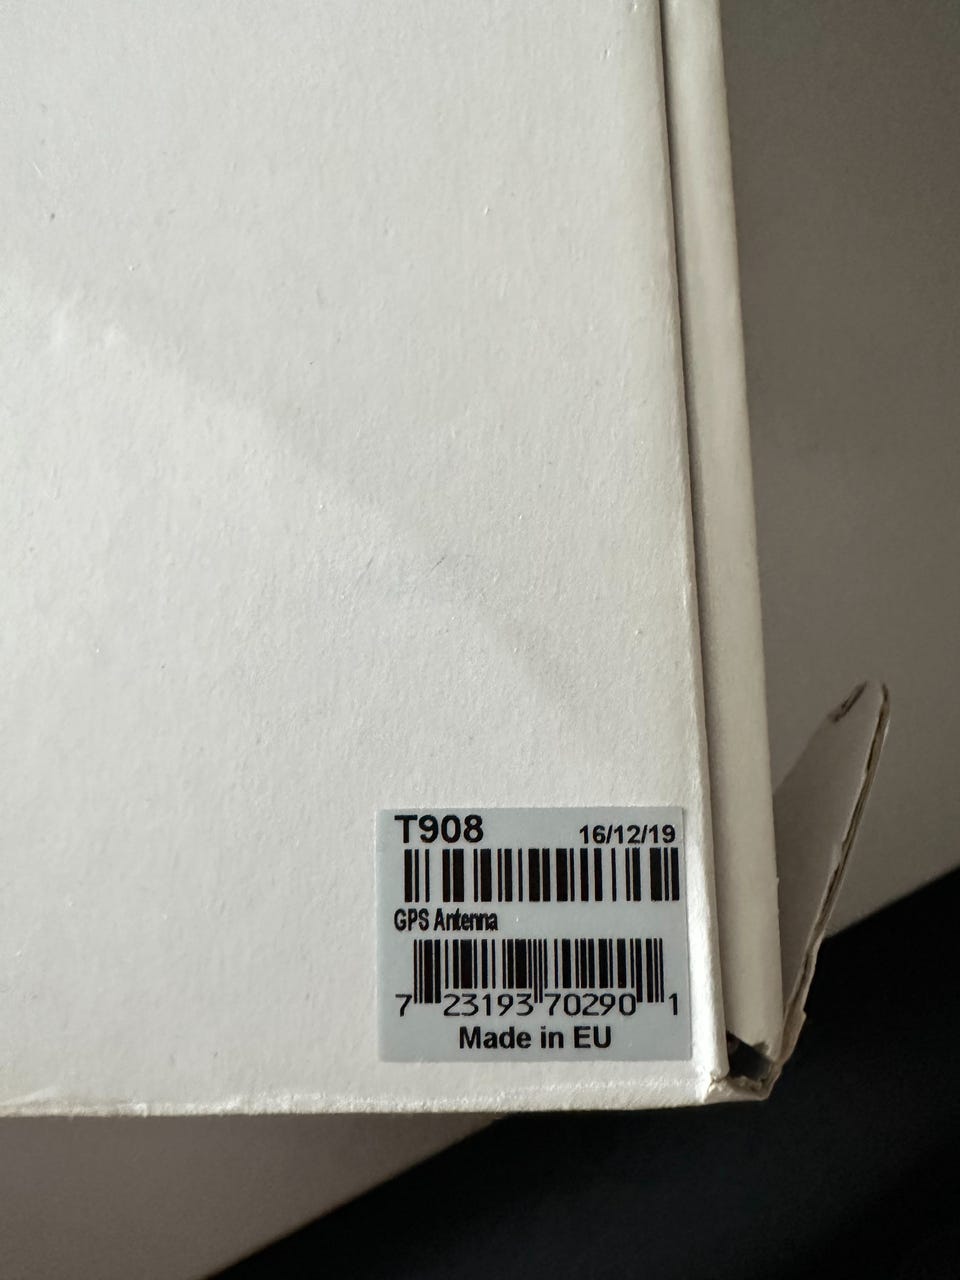 T908 16/12/19
GPS Antenna
7 23193 70290 1
Made in EU